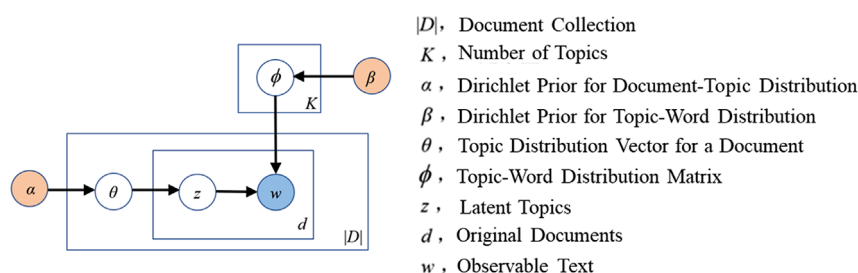 ϕ
β
K
α
θ
z
w
d
|D|
|D|, Document Collection
K, Number of Topics
α, Dirichlet Prior for Document-Topic Distribution
β, Dirichlet Prior for Topic-Word Distribution
θ, Topic Distribution Vector for a Document
ϕ, Topic-Word Distribution Matrix
z, Latent Topics
d, Original Documents
w, Observable Text